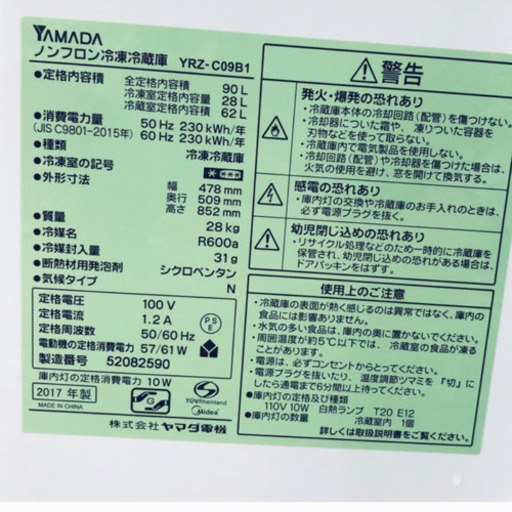 YAMADA
ノンフロン冷凍冷蔵庫 YRZ-C09B1
●定格内容積 全定格内容積 90 L
冷凍室定格内容積 28 L
冷蔵室定格内容積 62 L
●消費電力量 50 Hz 230 kWh/年
(JIS C9801-2015年) 60 Hz 230 kWh/年
●種類 冷凍冷蔵庫
●冷凍室の記号
●外形寸法 幅 478 mm
奥行 509 mm
高さ 852 mm
●質量 28 kg
●冷媒名 R600a
●冷媒封入量 31 g
●断熱材用発泡剤 シクロペンタン
●気候タイプ N
定格電圧 100 V
定格電流 1.2 A
定格周波数 50/60 Hz
電動機の定格消費電力 57/61 W
製造番号 52082590
庫内灯の定格消費電力 10W
2017 年製
MADE IN CHINA
PSE
TÜVRheinland
Midea
株式会社 ヤマダ電機
警告
発火・爆発の恐れあり
・冷蔵庫本体の冷却回路(配管)を傷つけない。
・冷却器についた霜や、凍りついた容器を
刃物などを使って取らない。
・冷蔵庫内で電気製品を使用しない。
・冷却回路(配管)や冷却器を傷つけた場合は、
火気の使用を避け、窓を開けて換気する。
感電の恐れあり
・庫内灯の交換や冷蔵庫のお手入れのときは、
必ず電源プラグを抜く。
幼児閉じ込めの恐れあり
・リサイクル処理などのため一時的に冷蔵庫を
保管され、幼児閉じ込めが懸念される場合は、
ドアパッキンをはずす。
使用上のご注意
・冷蔵庫の表面が熱く感じるのは異常ではなく、庫内の
食品には影響ありません。
・水気の多い食品は、庫内の奥に置かないでください。
・周囲温度が約5℃以下では、冷蔵室の食品が凍る
ことがあります。
・電源は、必ずコンセントからとってください。
・電源プラグを抜いたり、温度調節ツマミを「切」に
したら通電まで6分間以上待ってください。
●庫内灯の定格 及び種類 110V 10W 白熱ランプ T20 E12
●庫内灯の数量 冷蔵室内 1個
詳しくは取扱説明書をご覧ください。